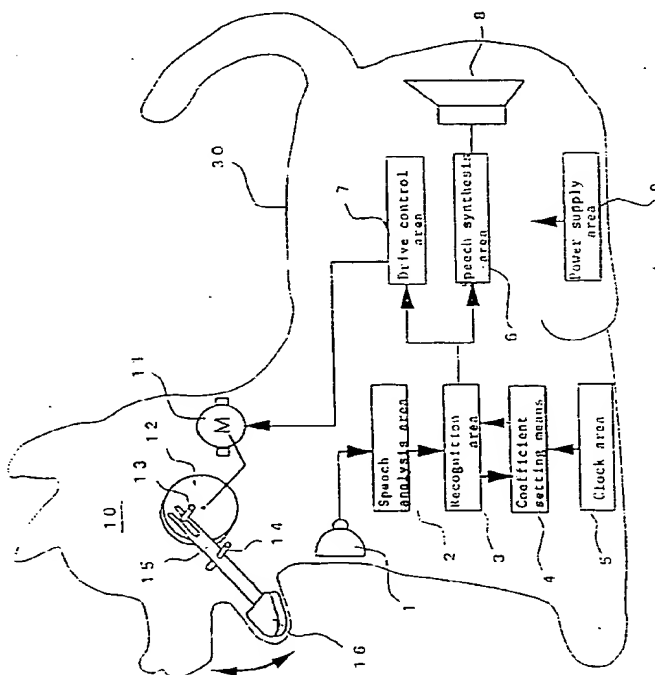 8
30
7
Drive control
area
Speech synthesis
area
6
Power supply
area
11
M
12
13
10
14
15
16
1
Speech
analysis area
2
Recognition
area
3
Coefficient
setting means
4
Clock area
5